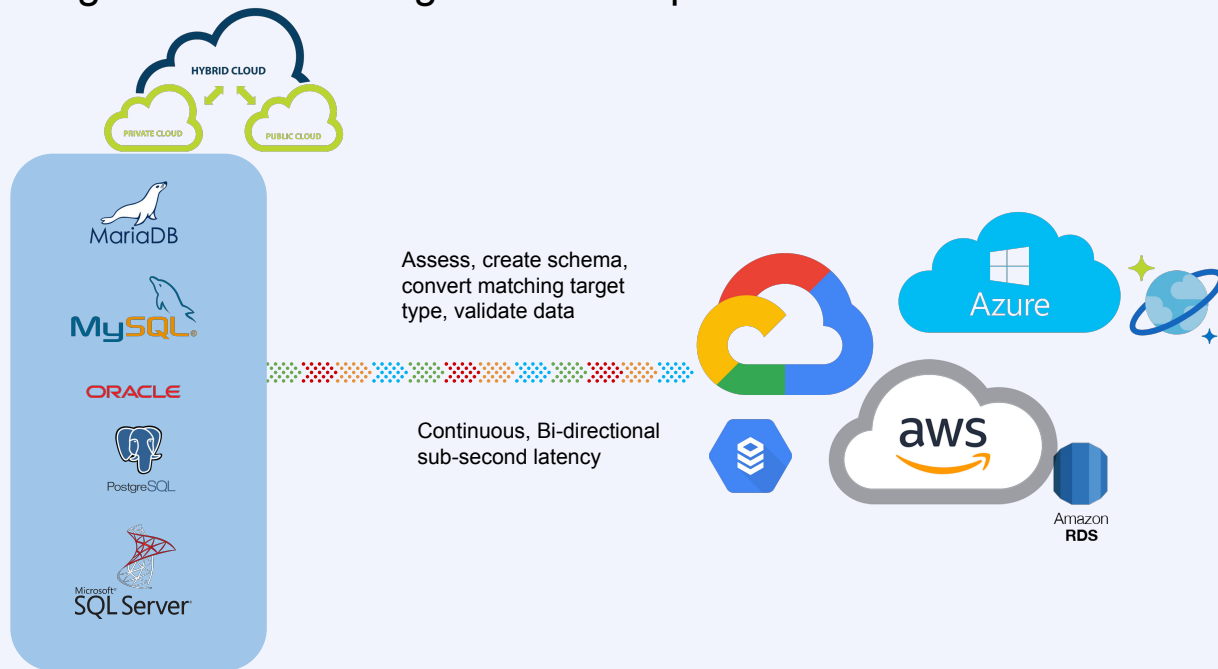 HYBRID CLOUD
PRIVATE CLOUD
PUBLIC CLOUD
MariaDB
MySQL®
ORACLE
PostgreSQL
Microsoft®
SQL Server®
Assess, create schema,
convert matching target
type, validate data
Continuous, Bi-directional
sub-second latency
Azure
aws
Amazon
RDS